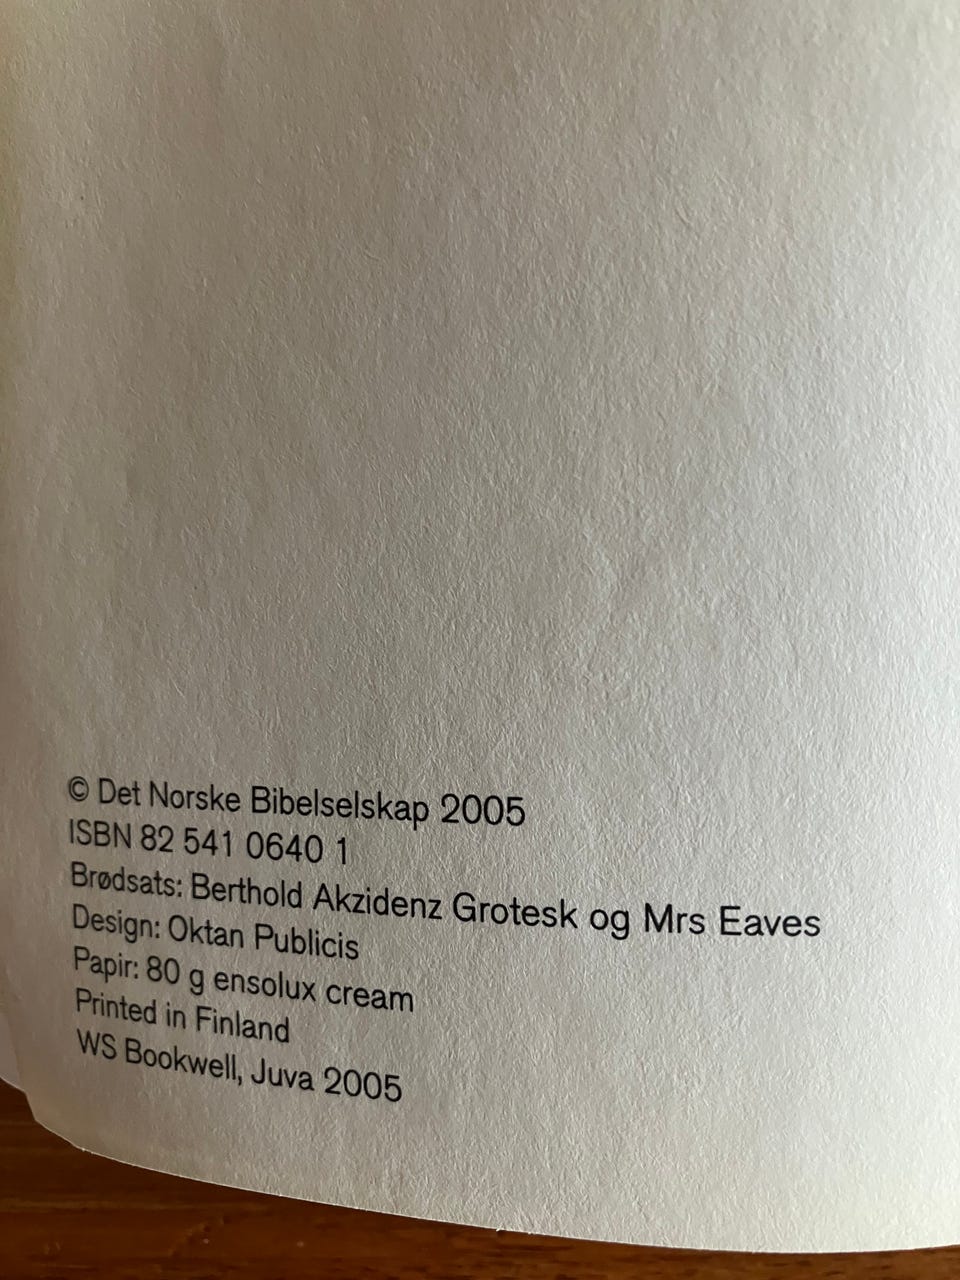 © Det Norske Bibelselskap 2005
ISBN 82 541 0640 1
Brødsats: Berthold Akzidenz Grotesk og Mrs Eaves
Design: Oktan Publicis
Papir: 80 g ensolux cream
Printed in Finland
WS Bookwell, Juva 2005